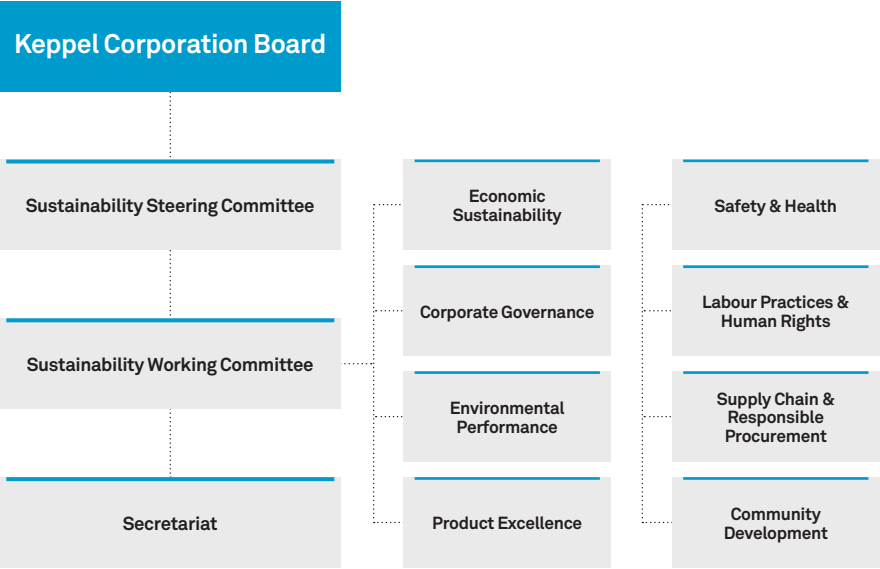 Keppel Corporation Board
Sustainability Steering Committee
Sustainability Working Committee
Secretariat
Economic
Sustainability
Corporate Governance
Environmental
Performance
Product Excellence
Safety & Health
Labour Practices &
Human Rights
Supply Chain &
Responsible
Procurement
Community
Development